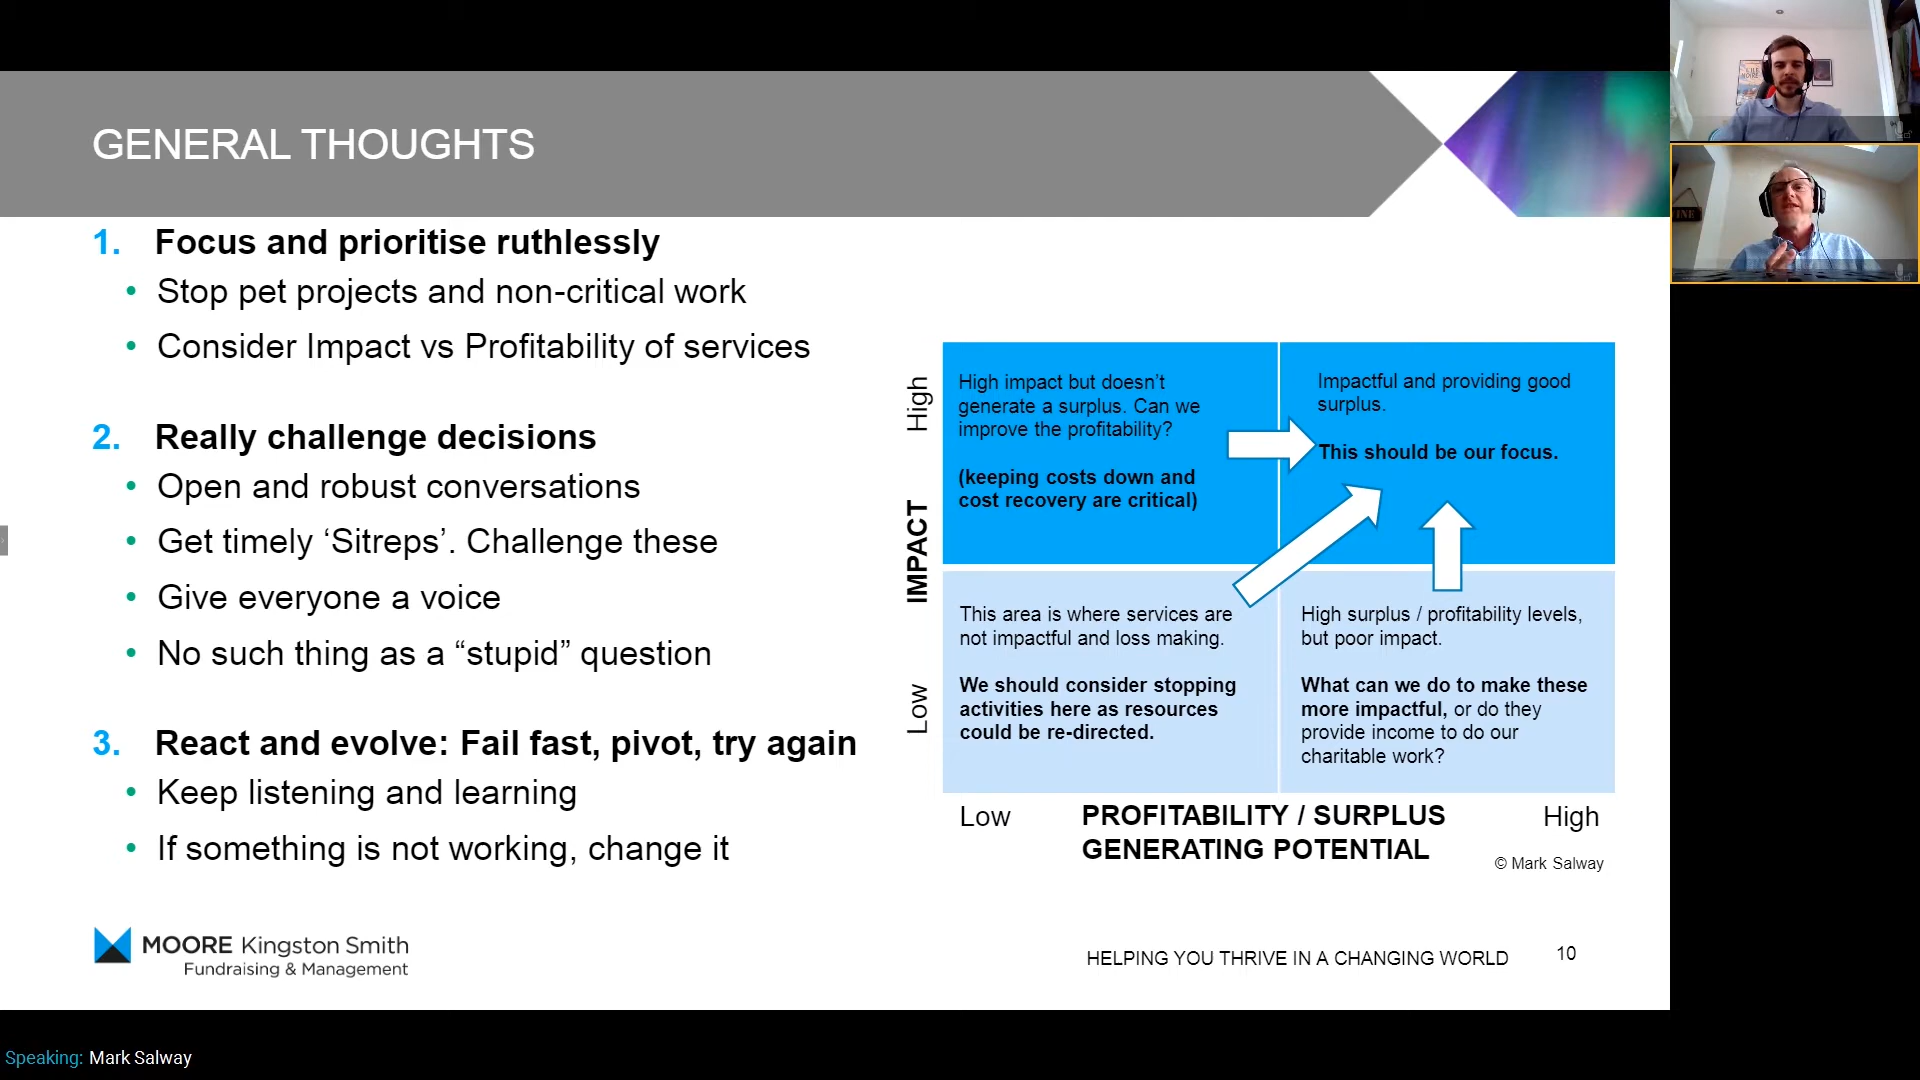 GENERAL THOUGHTS
1. Focus and prioritise ruthlessly
• Stop pet projects and non-critical work
• Consider Impact vs Profitability of services
2. Really challenge decisions
• Open and robust conversations
• Get timely ‘Sitreps’. Challenge these
• Give everyone a voice
• No such thing as a “stupid” question
3. React and evolve: Fail fast, pivot, try again
• Keep listening and learning
• If something is not working, change it
High
IMPACT
Low
High impact but doesn’t
generate a surplus. Can we
improve the profitability?
(keeping costs down and
cost recovery are critical)
Impactful and providing good
surplus.
This should be our focus.
This area is where services are
not impactful and loss making.
We should consider stopping
activities here as resources
could be re-directed.
High surplus / profitability levels,
but poor impact.
What can we do to make these
more impactful, or do they
provide income to do our
charitable work?
Low
PROFITABILITY / SURPLUS
GENERATING POTENTIAL
High
© Mark Salway
MOORE Kingston Smith
Fundraising & Management
HELPING YOU THRIVE IN A CHANGING WORLD
10
Speaking: Mark Salway